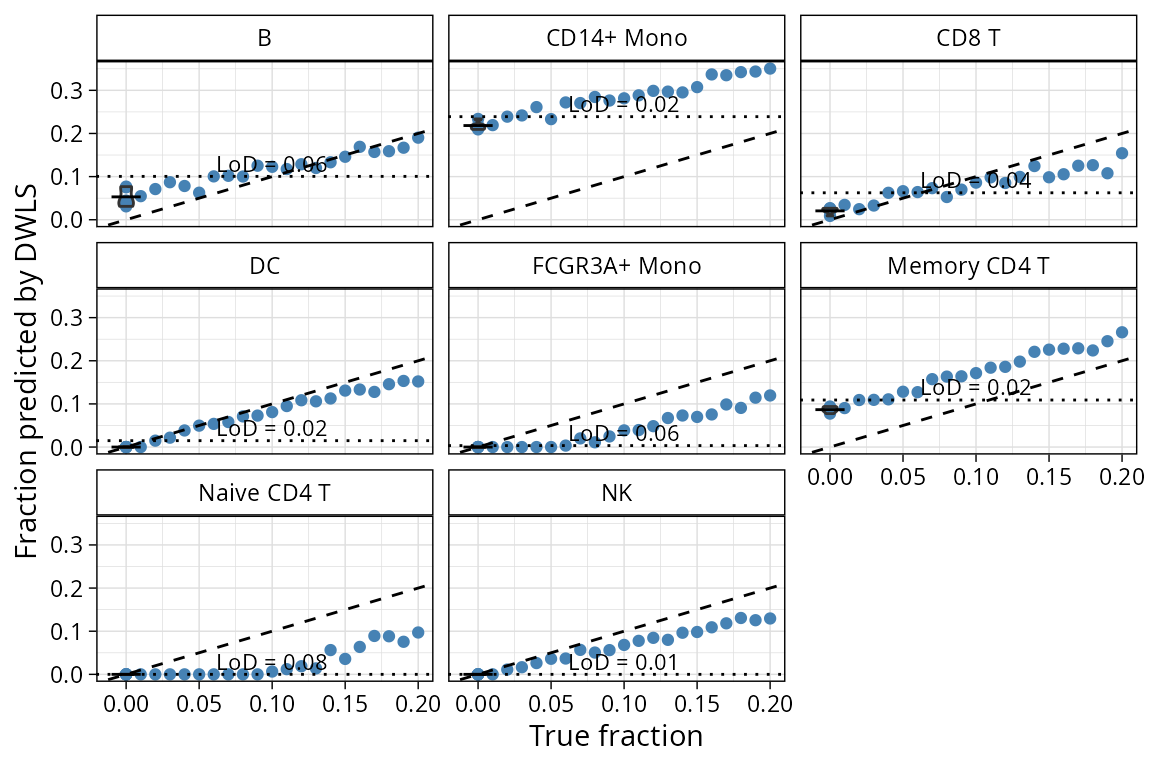 B
CD14+ Mono
CD8 T
LoD = 0.06
LoD = 0.02
LoD = 0.04
0.3
0.2
0.1
0.0
DC
FCGR3A+ Mono
Memory CD4 T
LoD = 0.02
LoD = 0.06
LoD = 0.02
0.3
0.2
0.1
0.0
0.00 0.05 0.10 0.15 0.20
Naive CD4 T
NK
LoD = 0.08
LoD = 0.01
0.3
0.2
0.1
0.0
0.00 0.05 0.10 0.15 0.20
0.00 0.05 0.10 0.15 0.20
True fraction
Fraction predicted by DWLS